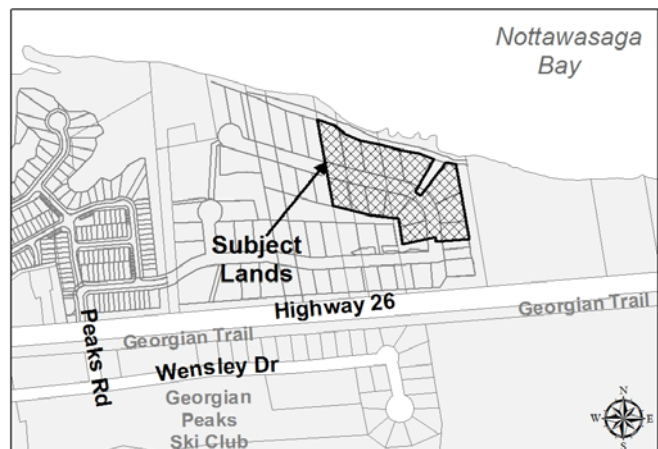 Nottawasaga
Bay
Subject
Lands
Highway 26
Georgian Trail
Georgian Trail
Peaks Rd
Wensley Dr
Georgian
Peaks
Ski Club
N
W E
S